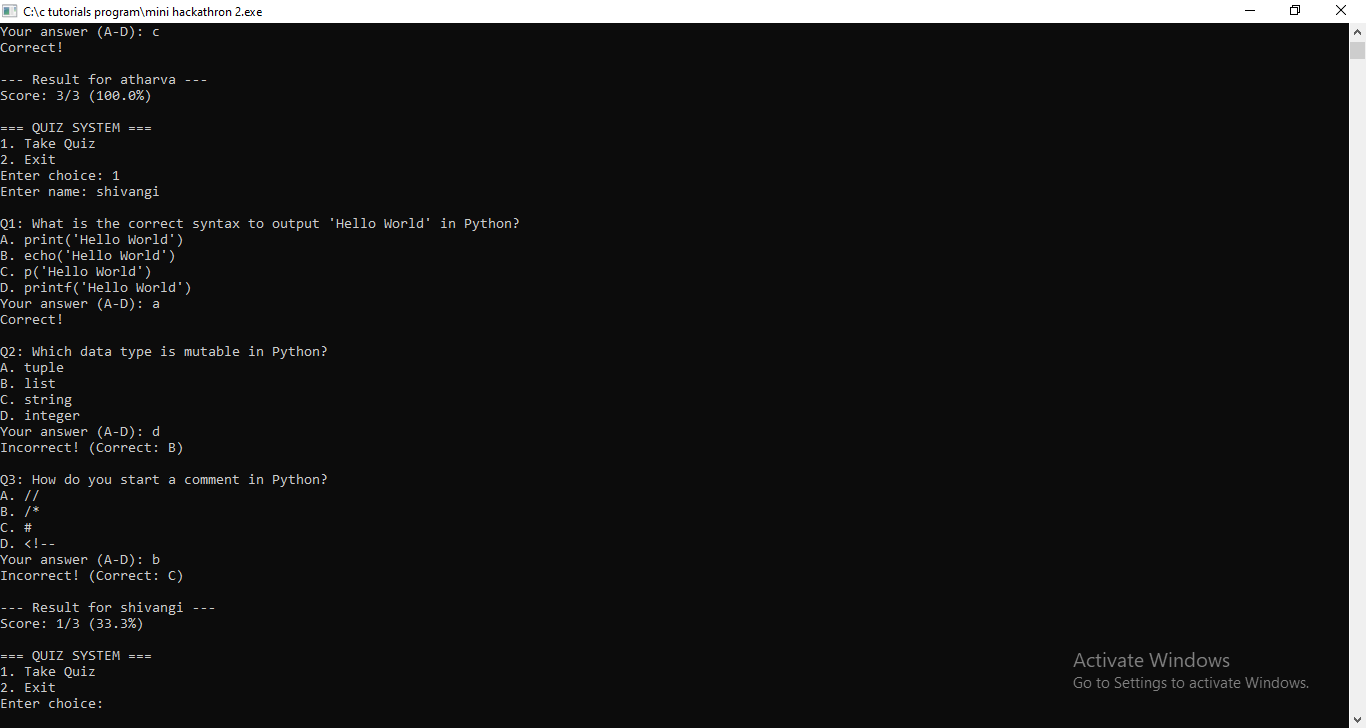 C:\c tutorials program\mini hackathron 2.exe
Your answer (A-D): c
Correct!
--- Result for atharva ---
Score: 3/3 (100.0%)
=== QUIZ SYSTEM ===
1. Take Quiz
2. Exit
Enter choice: 1
Enter name: shivangi
Q1: What is the correct syntax to output 'Hello World' in Python?
A. print('Hello World')
B. echo('Hello World')
C. p('Hello World')
D. printf('Hello World')
Your answer (A-D): a
Correct!
Q2: Which data type is mutable in Python?
A. tuple
B. list
C. string
D. integer
Your answer (A-D): d
Incorrect! (Correct: B)
Q3: How do you start a comment in Python?
A. //
B. /*
C. #
D. <!--
Your answer (A-D): b
Incorrect! (Correct: C)
--- Result for shivangi ---
Score: 1/3 (33.3%)
=== QUIZ SYSTEM ===
1. Take Quiz
2. Exit
Enter choice:
Activate Windows
Go to Settings to activate Windows.